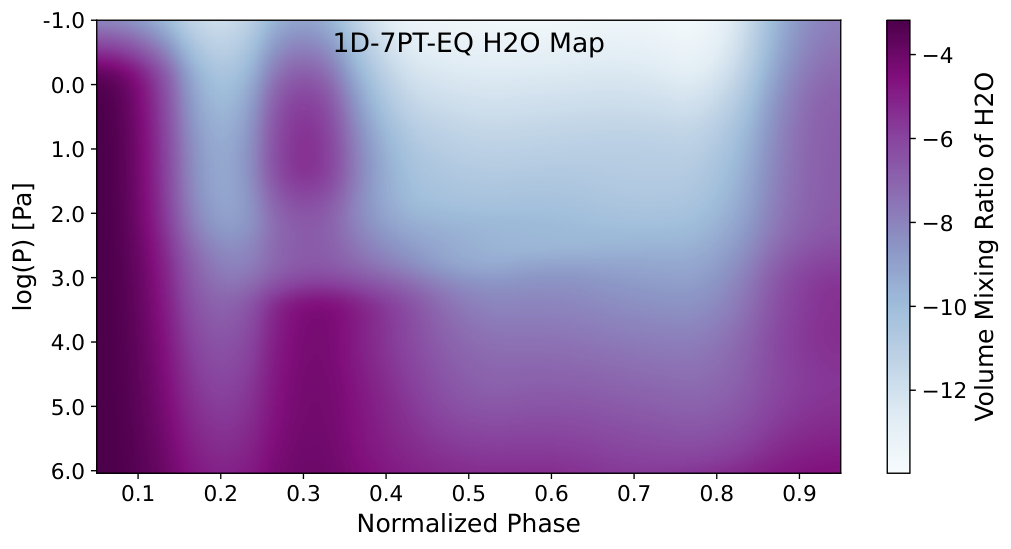 1D-7PT-EQ H2O Map
-1.0
0.0
1.0
2.0
3.0
4.0
5.0
6.0
log(P) [Pa]
0.1 0.2 0.3 0.4 0.5 0.6 0.7 0.8 0.9
Normalized Phase
−4
−6
−8
−10
−12
Volume Mixing Ratio of H2O